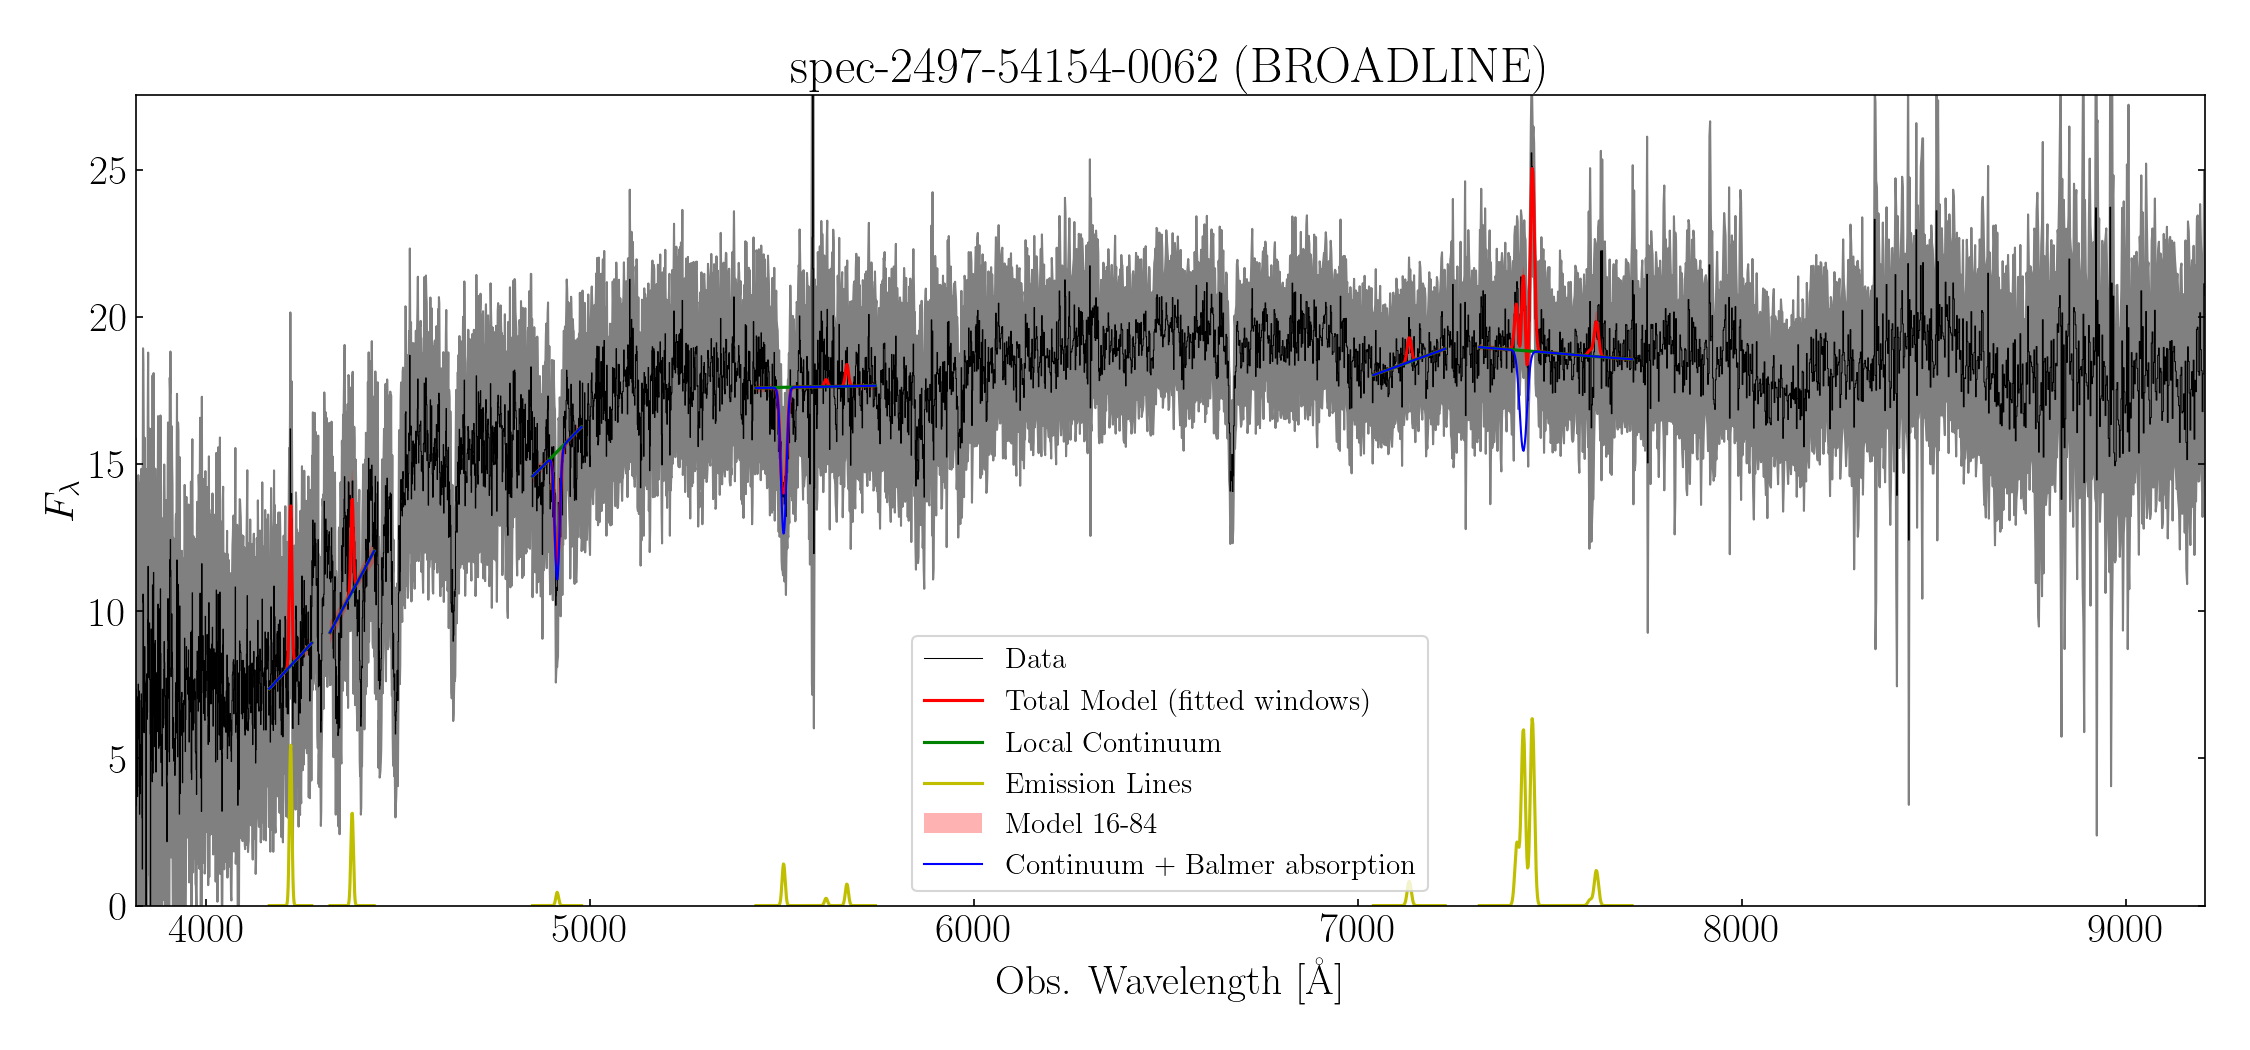 spec-2497-54154-0062 (BROADLINE)
25
20
15
10
5
0
F_λ
Data
Total Model (fitted windows)
Local Continuum
Emission Lines
Model 16-84
Continuum + Balmer absorption
4000 5000 6000 7000 8000 9000
Obs. Wavelength [Å]